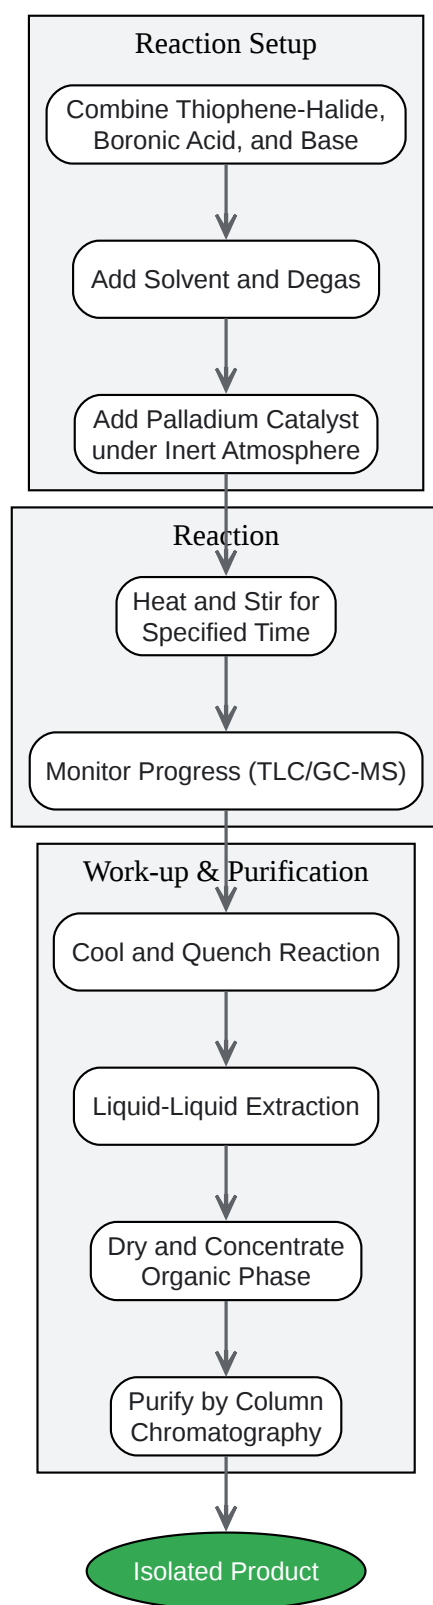 Reaction Setup
Combine Thiophene-Halide,
Boronic Acid, and Base
Add Solvent and Degas
Add Palladium Catalyst
under Inert Atmosphere
Reaction
Heat and Stir for
Specified Time
Monitor Progress (TLC/GC-MS)
Work-up & Purification
Cool and Quench Reaction
Liquid-Liquid Extraction
Dry and Concentrate
Organic Phase
Purify by Column
Chromatography
Isolated Product